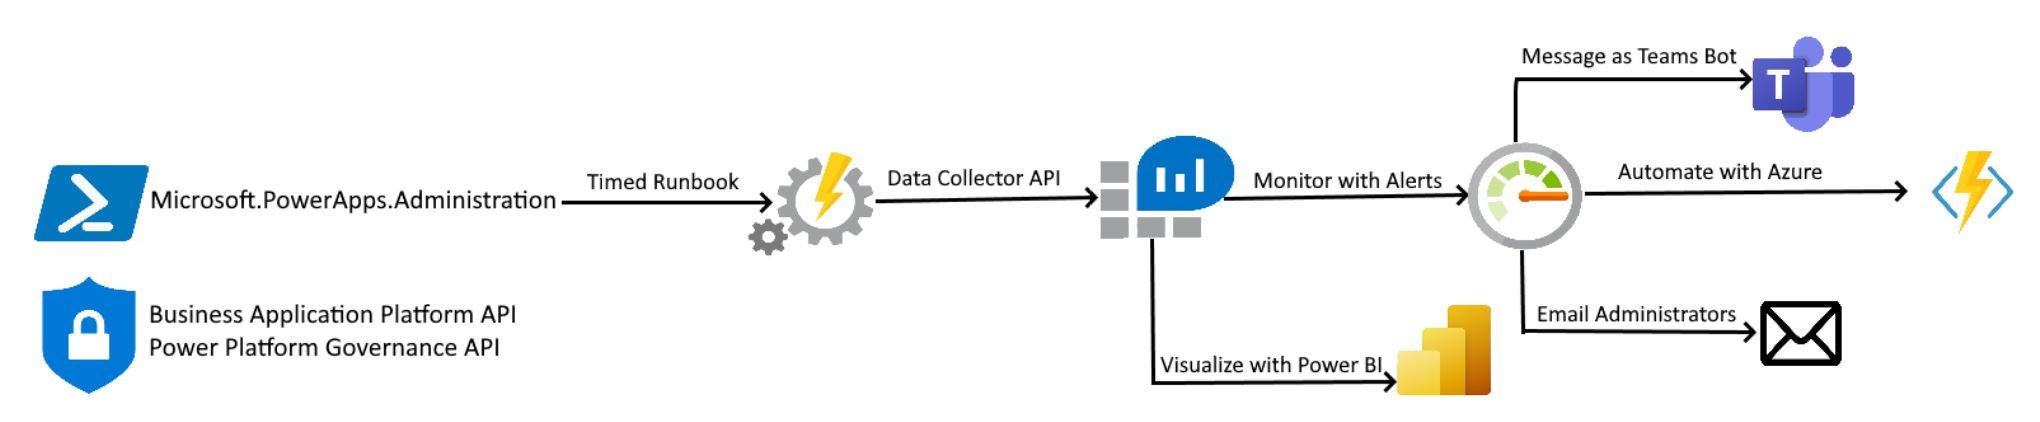 Message as Teams Bot
T
Microsoft.PowerApps.Administration
Timed Runbook
Data Collector API
Monitor with Alerts
Automate with Azure
Business Application Platform API
Power Platform Governance API
Email Administrators
Visualize with Power BI